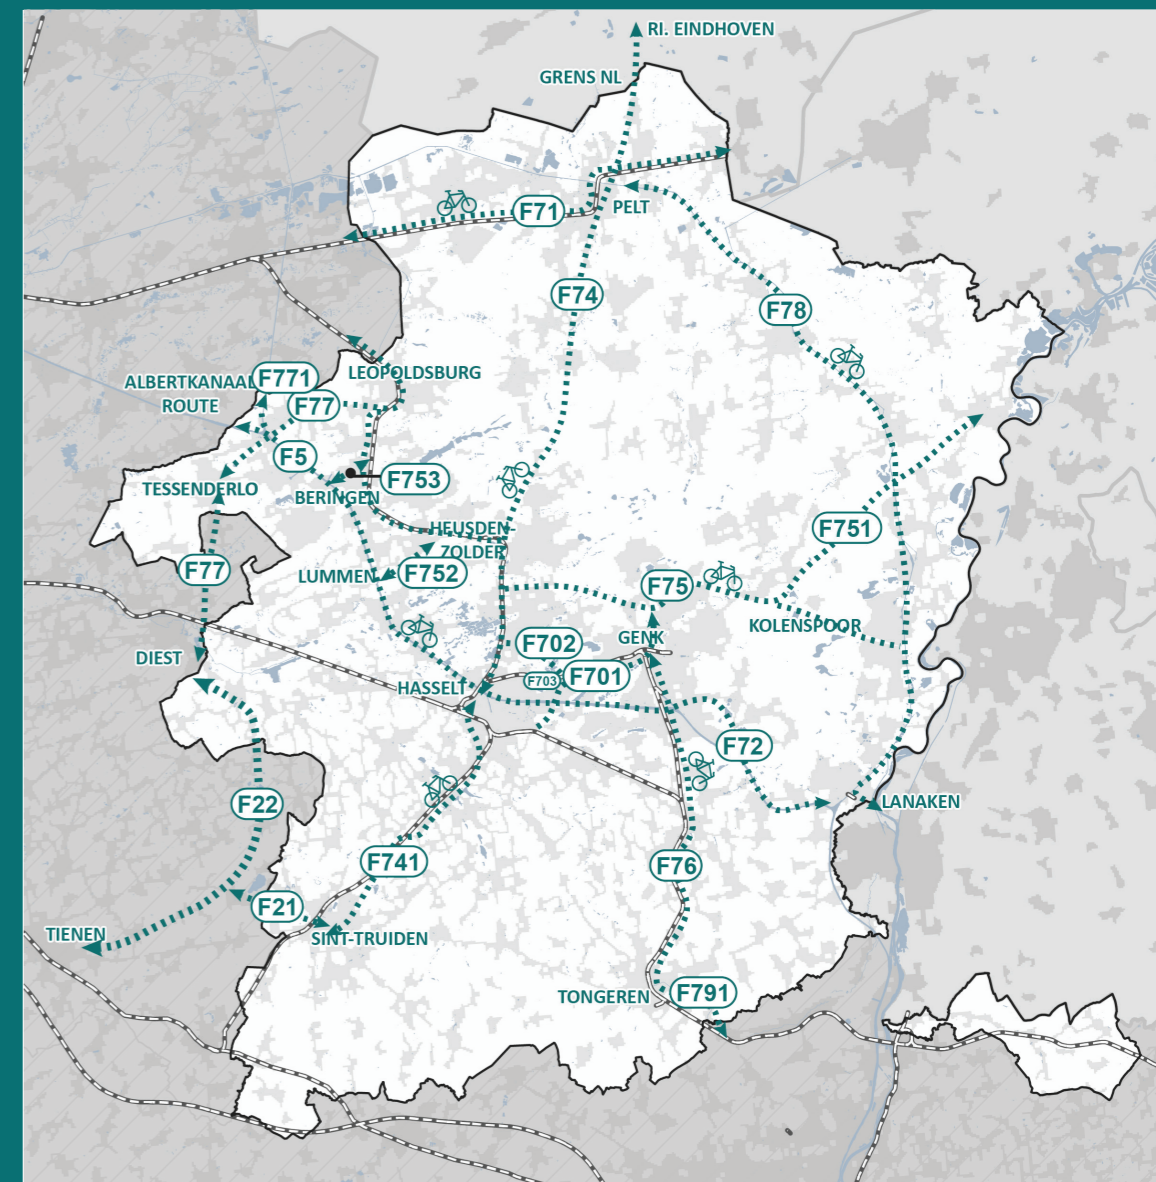 RI. EINDHOVEN
GRENS NL
F71
PELT
F74
F78
LEOPOLDSBURG
ALBERTKANAAL
ROUTE
F771
F77
F5
TESSENDERLO
BERINGEN
F753
HEUSDEN-
ZOLDER
F751
F77
LUMMEN
F752
F75
KOLENSPOOR
GENK
F702
DIEST
HASSELT
F703
F701
F72
LANAKEN
F22
F741
F76
F21
TIENEN
SINT-TRUIDEN
TONGEREN
F791